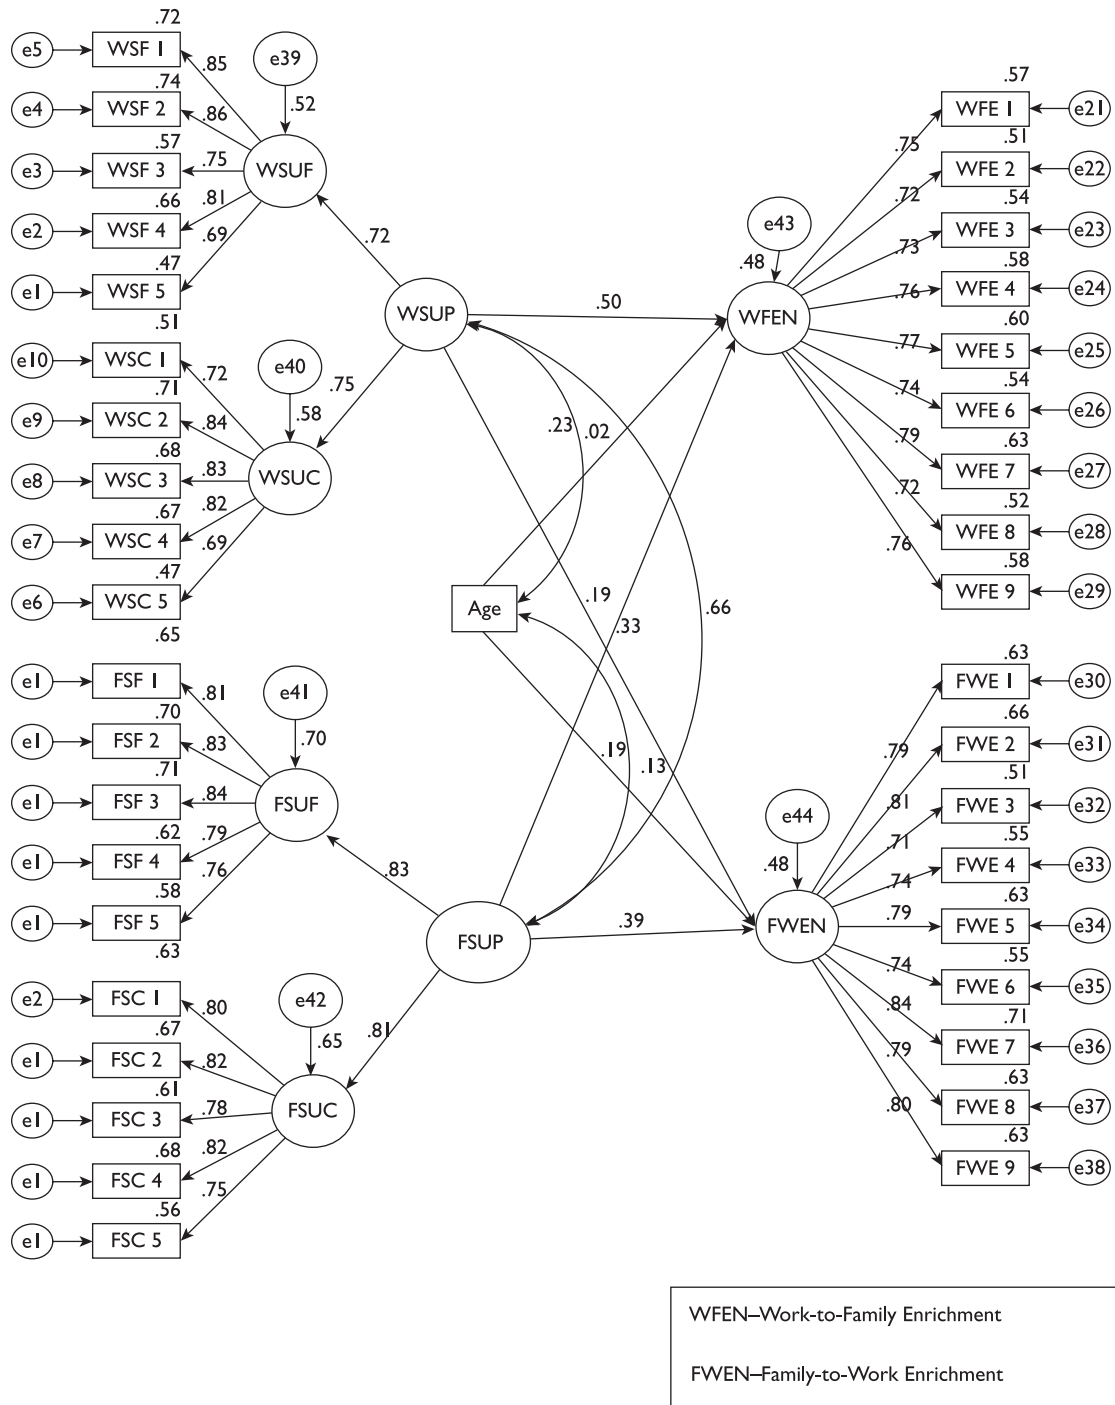 .72
e5 WSF 1
.85
.74
e4 WSF 2
.86
.57
e3 WSF 3
.75
.66
e2 WSF 4
.81
.69
.47
e1 WSF 5
.51
e39
.52
WSUF
.72
e10 WSC 1
.72
.71
e9 WSC 2
.84
.68
e8 WSC 3
.83
.67
e7 WSC 4
.82
.69
.47
e6 WSC 5
.65
e40
.58
WSUC
.75
WSUP
.50
.23
.02
Age
.19
.33
.66
.19
.13
e1 FSF 1
.81
.70
e1 FSF 2
.83
.71
e1 FSF 3
.84
.62
e1 FSF 4
.79
.76
.58
e1 FSF 5
.63
e41
.70
FSUF
.83
FSUP
.39
.81
e2 FSC 1
.80
.67
e1 FSC 2
.82
.61
e1 FSC 3
.78
.68
e1 FSC 4
.82
.75
.56
e1 FSC 5
e42
.65
FSUC
e43
.48
WFEN
.57
.75
WFE 1 e21
.51
.72
WFE 2 e22
.54
.73
WFE 3 e23
.58
.76
WFE 4 e24
.60
.77
WFE 5 e25
.54
.74
WFE 6 e26
.63
.79
WFE 7 e27
.52
.72
WFE 8 e28
.58
.76
WFE 9 e29
e44
.48
FWEN
.63
.79
FWE 1 e30
.66
.81
FWE 2 e31
.51
.71
FWE 3 e32
.55
.74
FWE 4 e33
.63
.79
FWE 5 e34
.55
.74
FWE 6 e35
.71
.84
FWE 7 e36
.63
.79
FWE 8 e37
.63
.80
FWE 9 e38
WFEN–Work-to-Family Enrichment
FWEN–Family-to-Work Enrichment